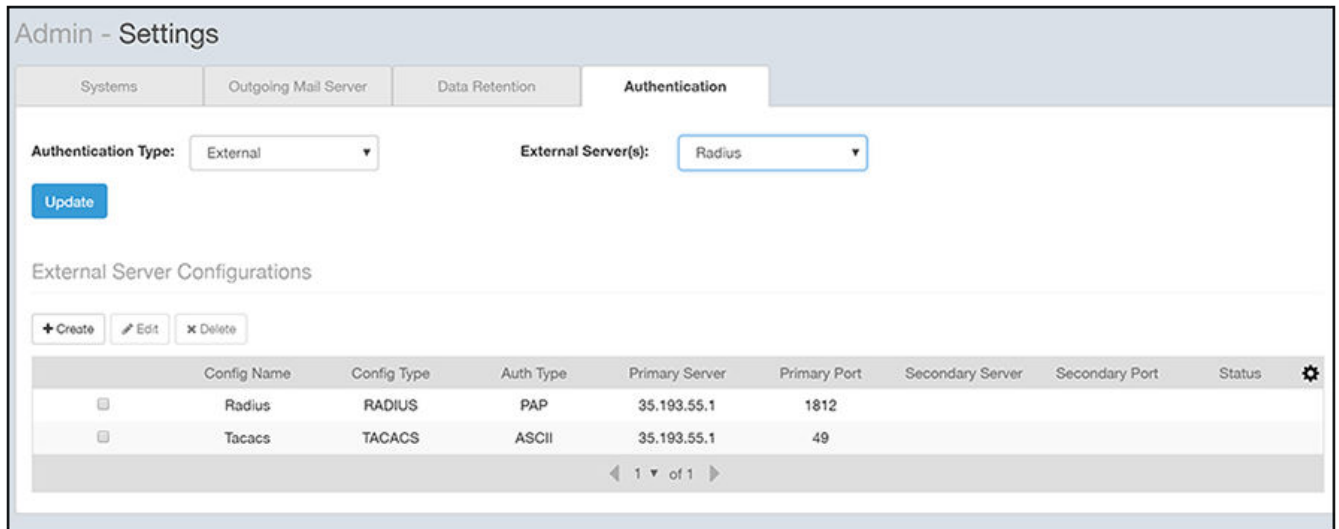 Admin - Settings
Systems Outgoing Mail Server Data Retention Authentication
Authentication Type: External External Server(s): Radius
Update
External Server Configurations
Create Edit Delete
Config Name Config Type Auth Type Primary Server Primary Port Secondary Server Secondary Port Status
Radius RADIUS PAP 35.193.55.1 1812
Tacacs TACACS ASCII 35.193.55.1 49
1 of 1